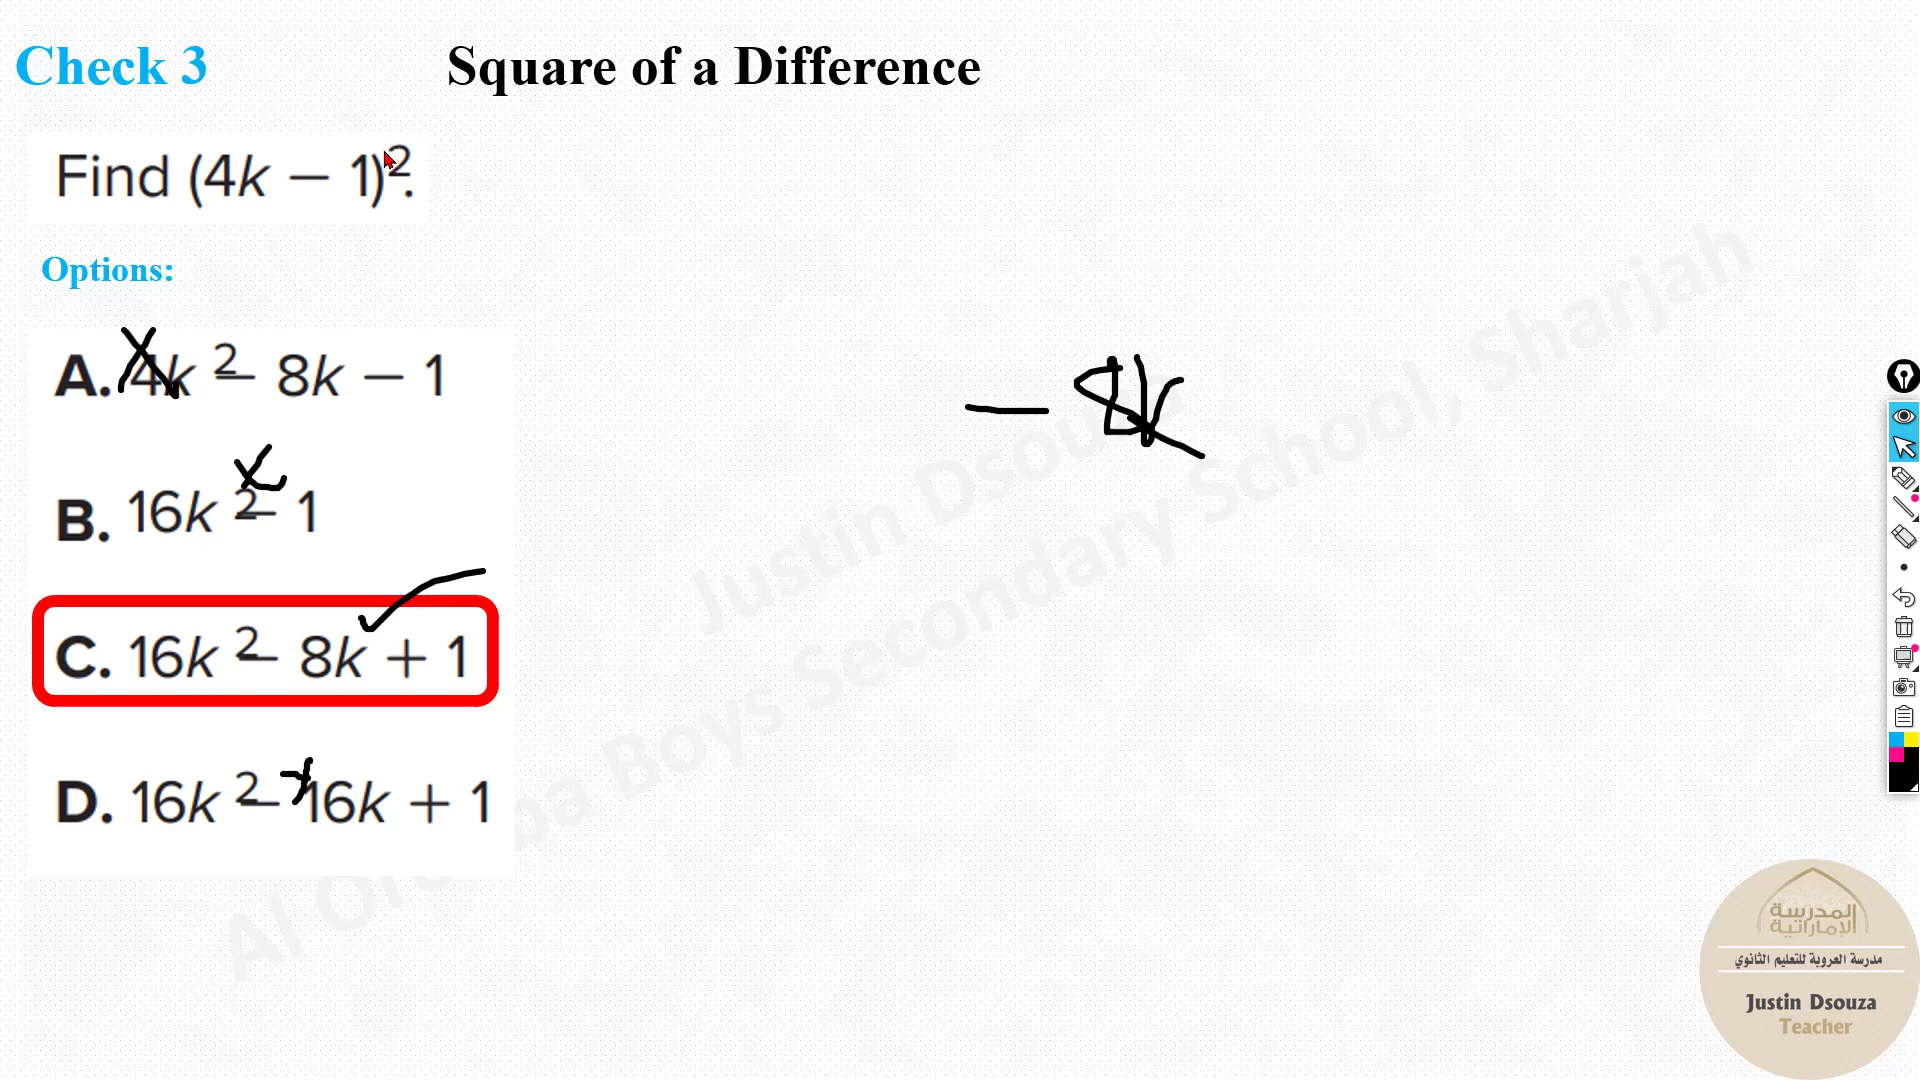 Check 3
Square of a Difference
Find (4k − 1)².
Options:
A. 4k² − 8k − 1
B. 16k² − 1
− 8k
C. 16k² − 8k + 1
D. 16k² − 16k + 1
Justin Dsouza
Al Oroba Boys Secondary School, Sharjah
المدرسة
الإماراتية
مدرسة العروبة للتعليم الثانوي
Justin Dsouza
Teacher